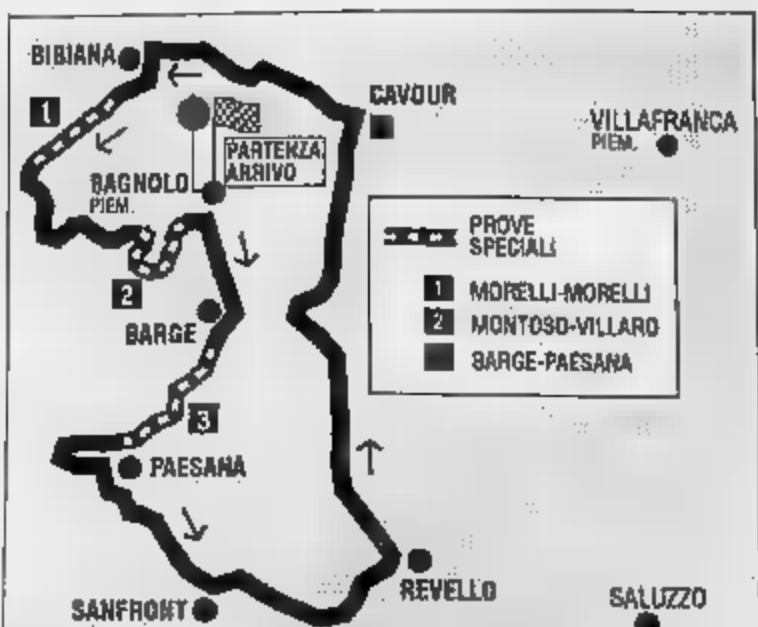 BIBIANA
1
CAVOUR
VILLAFRANCA
PIEM.
PARTENZA
ARRIVO
BAGNOLO
PIEM.
PROVE
SPECIALI
1 MORELLI-MORELLI
2 MONTOSO-VILLARO
BARGE-PAESANA
2
BARGE
3
PAESANA
REVELLO
SANFRONT
SALUZZO